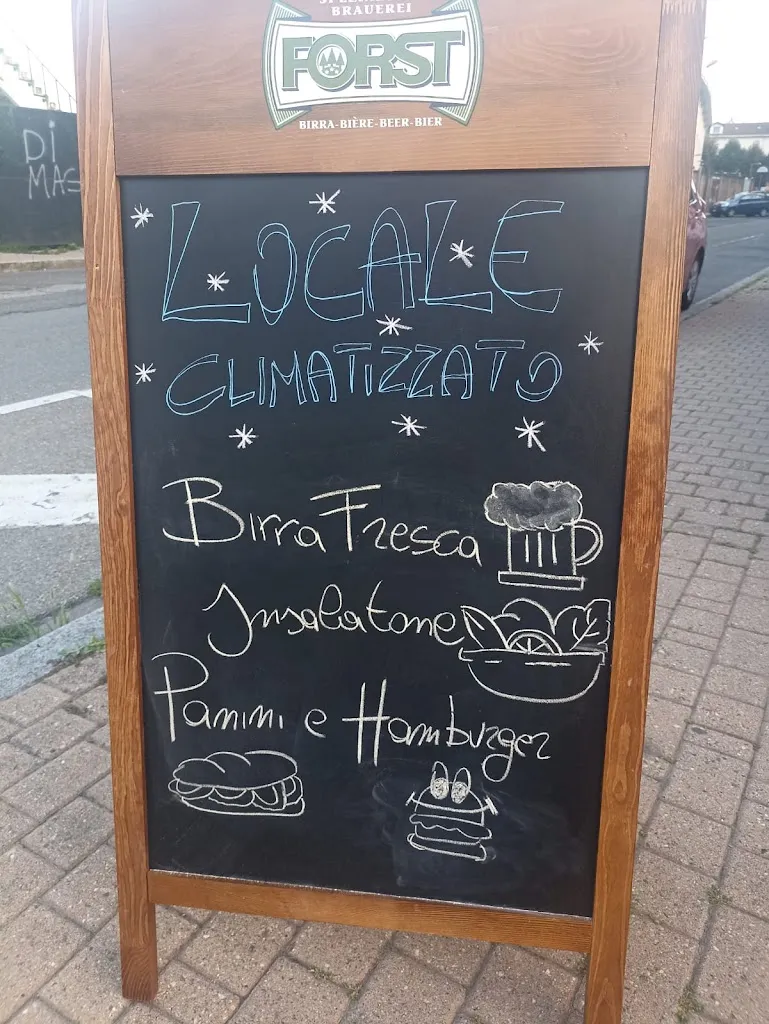 BRAUEREI
FORST
BIRRA-BIÈRE-BEER-BIER
DI
MAS
LOCALE
CLIMATIZZATO
Birra Fresca
Insalatone
Panini e Hamburger